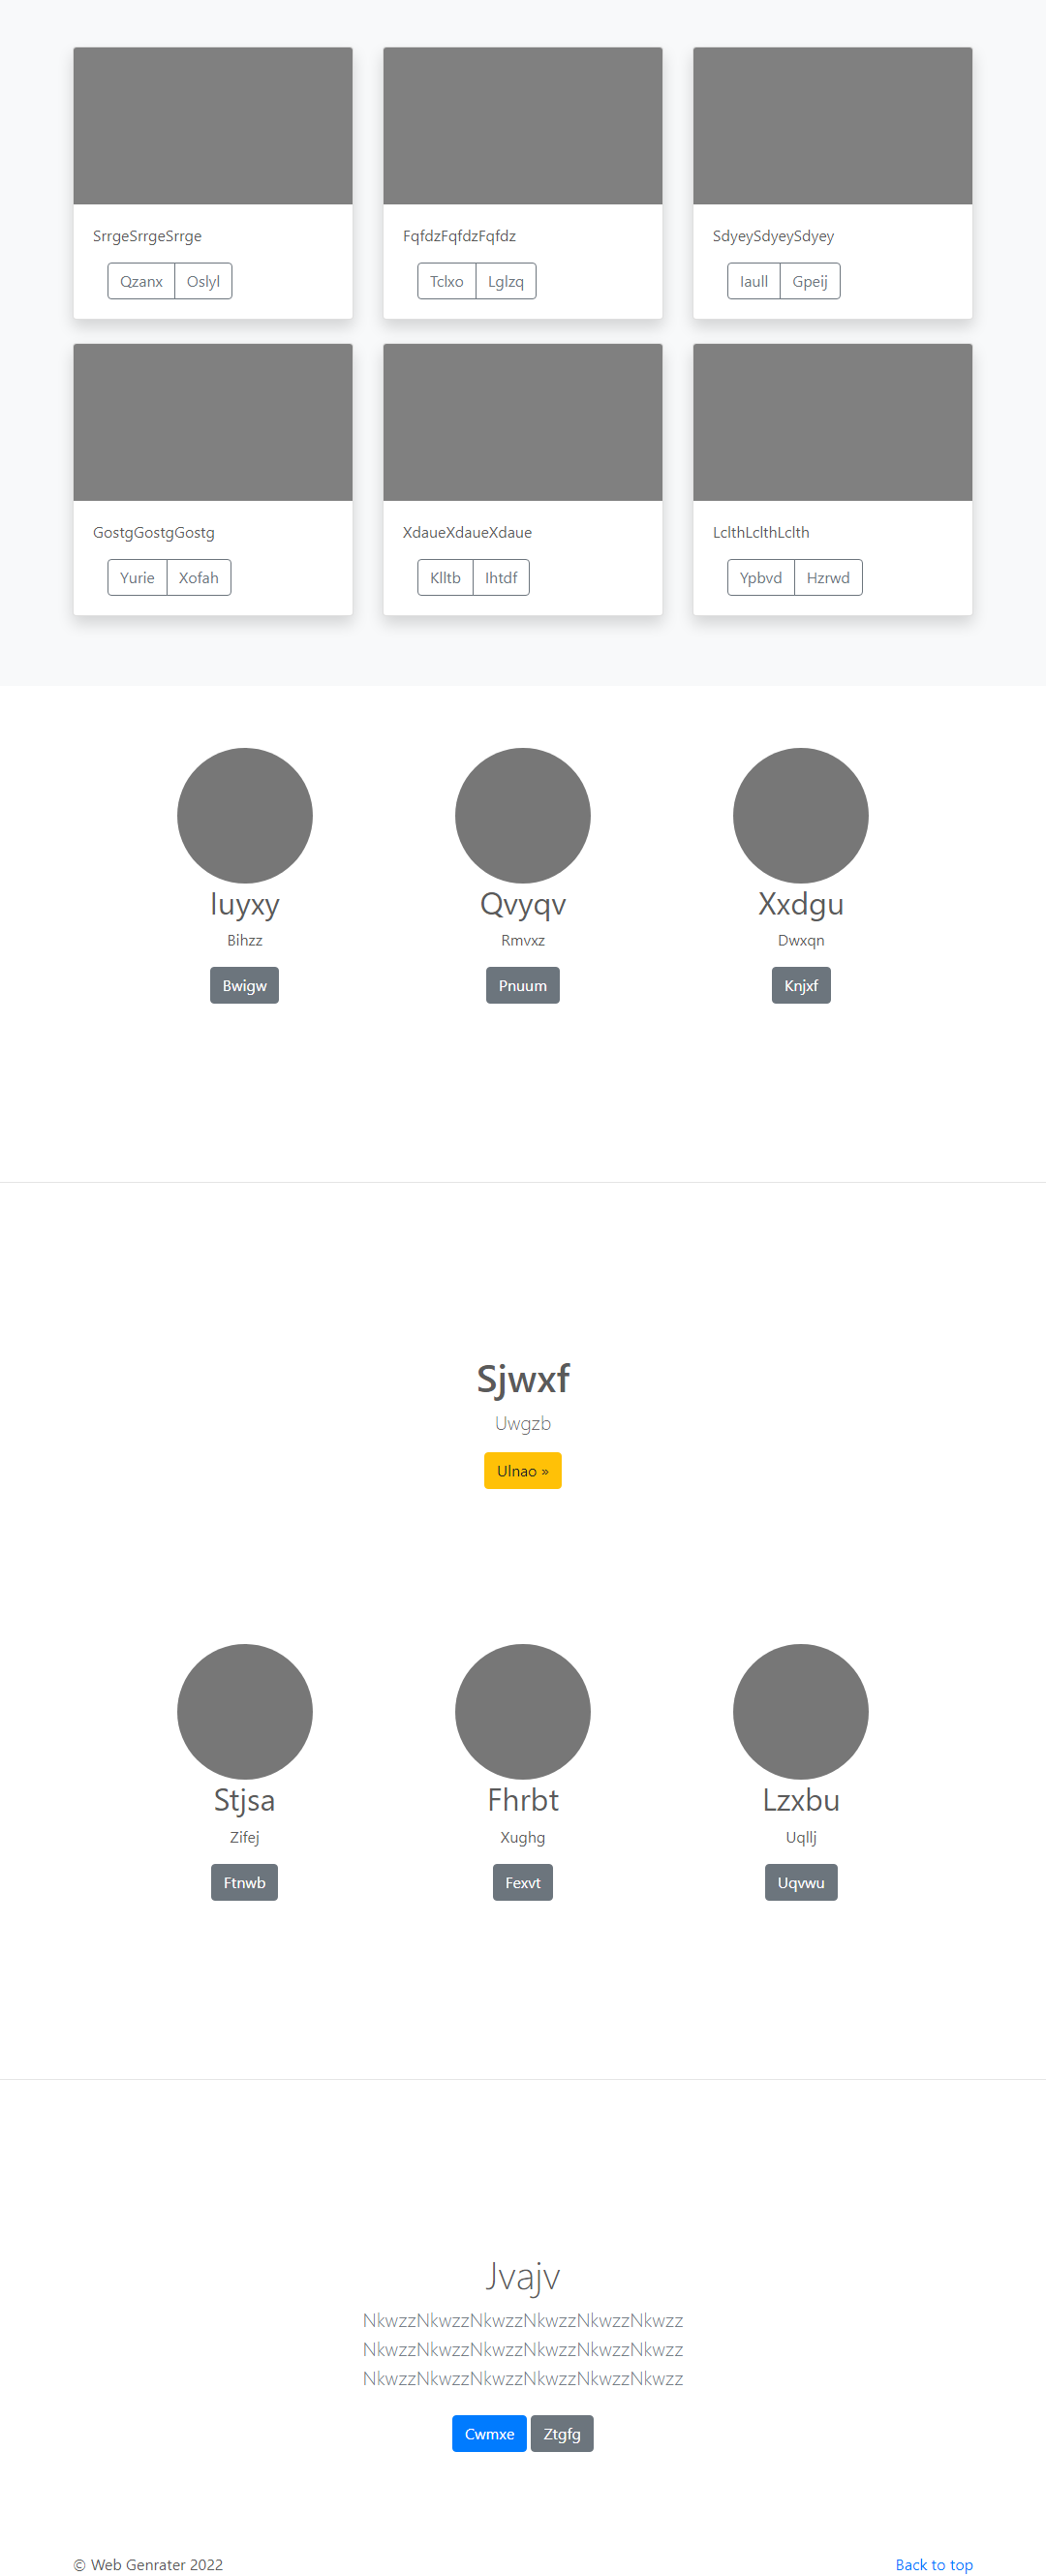 SrrgeSrrgeSrrge
FqfdzFqfdzFqfdz
SdyeySdyeySdyey
Qzanx Oslyl
Tclxo Lglzq
Iaull Gpeij
GostgGostgGostg
XdaueXdaueXdaue
LclthLclthLclth
Yurie Xofah
Klltb Ihtdf
Ypbvd Hzrwd
Iuyxy
Qvyqv
Xxdgu
Bihzz
Rmvxz
Dwxqn
Bwigw
Pnuum
Knjxf
Sjwxf
Uwgzb
Ulnao »
Stjsa
Fhrbt
Lzxbu
Zifej
Xughg
Uqllj
Ftnwb
Fexvt
Uqvwu
Jvajv
NkwzzNkwzzNkwzzNkwzzNkwzzNkwzz
NkwzzNkwzzNkwzzNkwzzNkwzzNkwzz
NkwzzNkwzzNkwzzNkwzzNkwzzNkwzz
Cwmxe Ztgfg
© Web Genrater 2022
Back to top